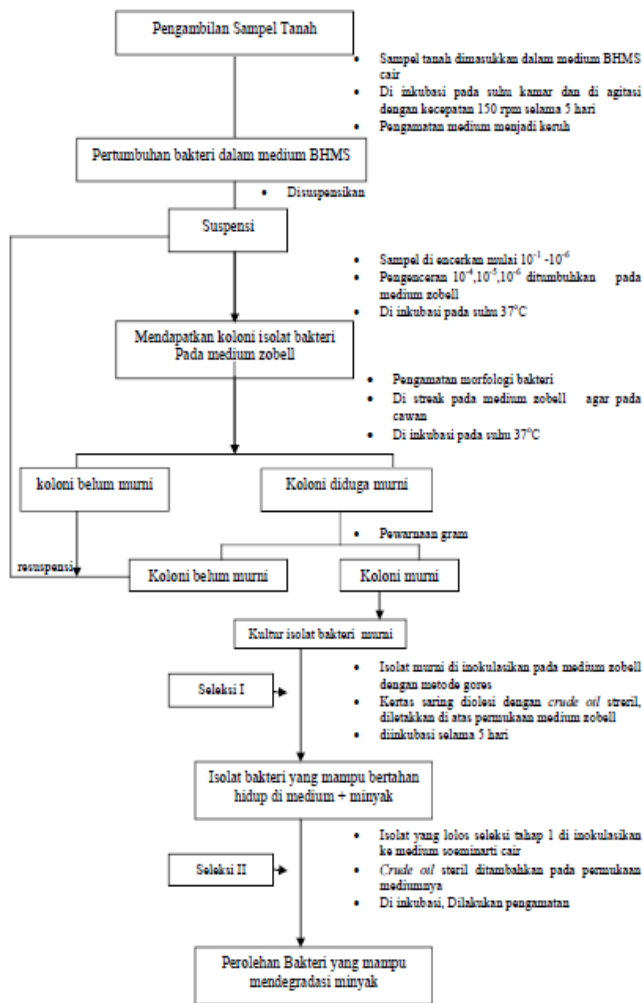 Pengambilan Sampel Tanah
• Sampel tanah dimasukkan dalam medium BHMS
cair
• Di inkubasi pada suhu kamar dan di agitasi
dengan kecepatan 150 rpm selama 5 hari
• Pengamatan medium menjadi keruh
Pertumbuhan bakteri dalam medium BHMS
• Disuspensikan
Suspensi
• Sampel di encerkan mulai 10⁻¹ -10⁻⁶
• Pengenceran 10⁻⁴,10⁻⁵,10⁻⁶ ditumbuhkan pada
medium zobell
• Di inkubasi pada suhu 37°C
Mendapatkan koloni isolat bakteri
Pada medium zobell
• Pengamatan morfologi bakteri
• Di streak pada medium zobell agar pada
cawan
• Di inkubasi pada suhu 37°C
koloni belum murni
Koloni diduga murni
• Pewarnaan gram
resuspensi
Koloni belum murni
Koloni murni
Kultur isolat bakteri murni
Seleksi I
• Isolat murni di inokulasikan pada medium zobell
dengan metode gores
• Kertas saring diolesi dengan crude oil streril,
diletakkan di atas permukaan medium zobell
• diinkubasi selama 5 hari
Isolat bakteri yang mampu bertahan
hidup di medium + minyak
Seleksi II
• Isolat yang lolos seleksi tahap 1 di inokulasikan
ke medium soeminarti cair
• Crude oil steril ditambahkan pada permukaan
mediumnya
• Di inkubasi, Dilakukan pengamatan
Perolehan Bakteri yang mampu
mendegradasi minyak